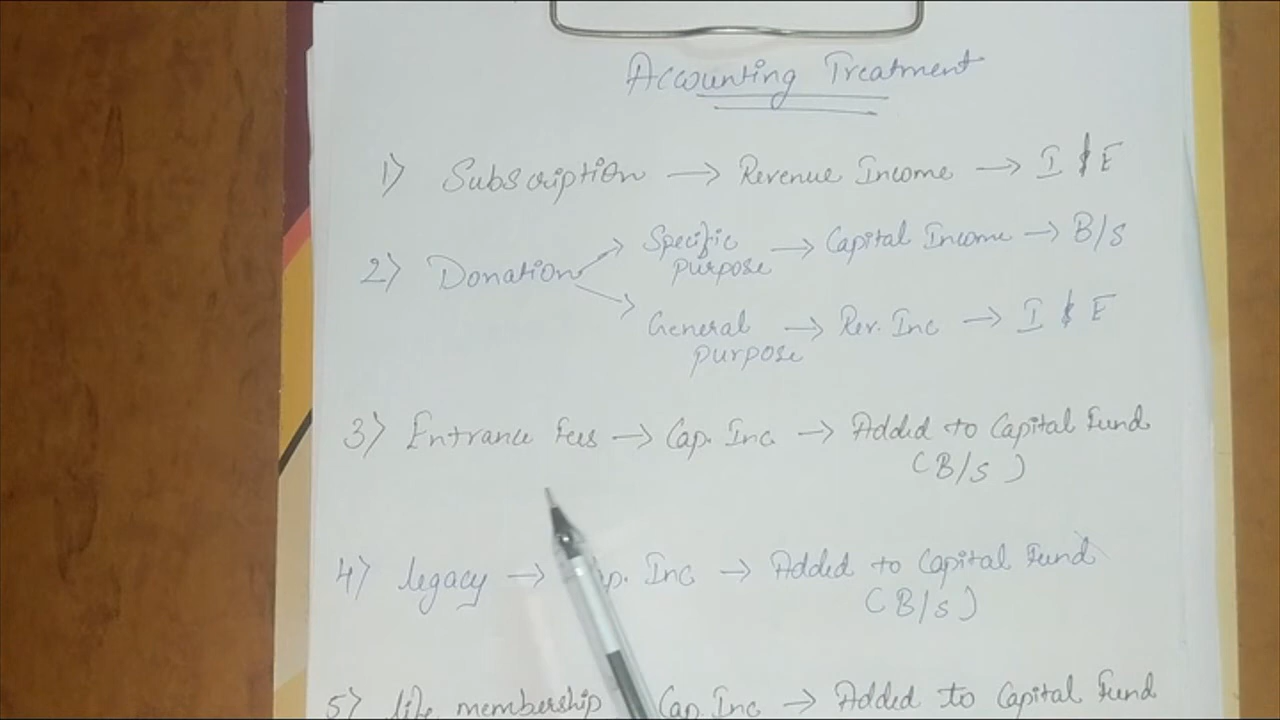 Accounting Treatment
1) Subscription → Revenue Income → I & E
2) Donation → Specific purpose → Capital Income → B/S
→ General purpose → Rev. Inc → I & E
3) Entrance Fees → Cap. Inc. → Added to Capital Fund
(B/S)
4) legacy → p. Inc → Added to Capital Fund
(B/S)
5) life membership Cap. Inc → Added to Capital Fund